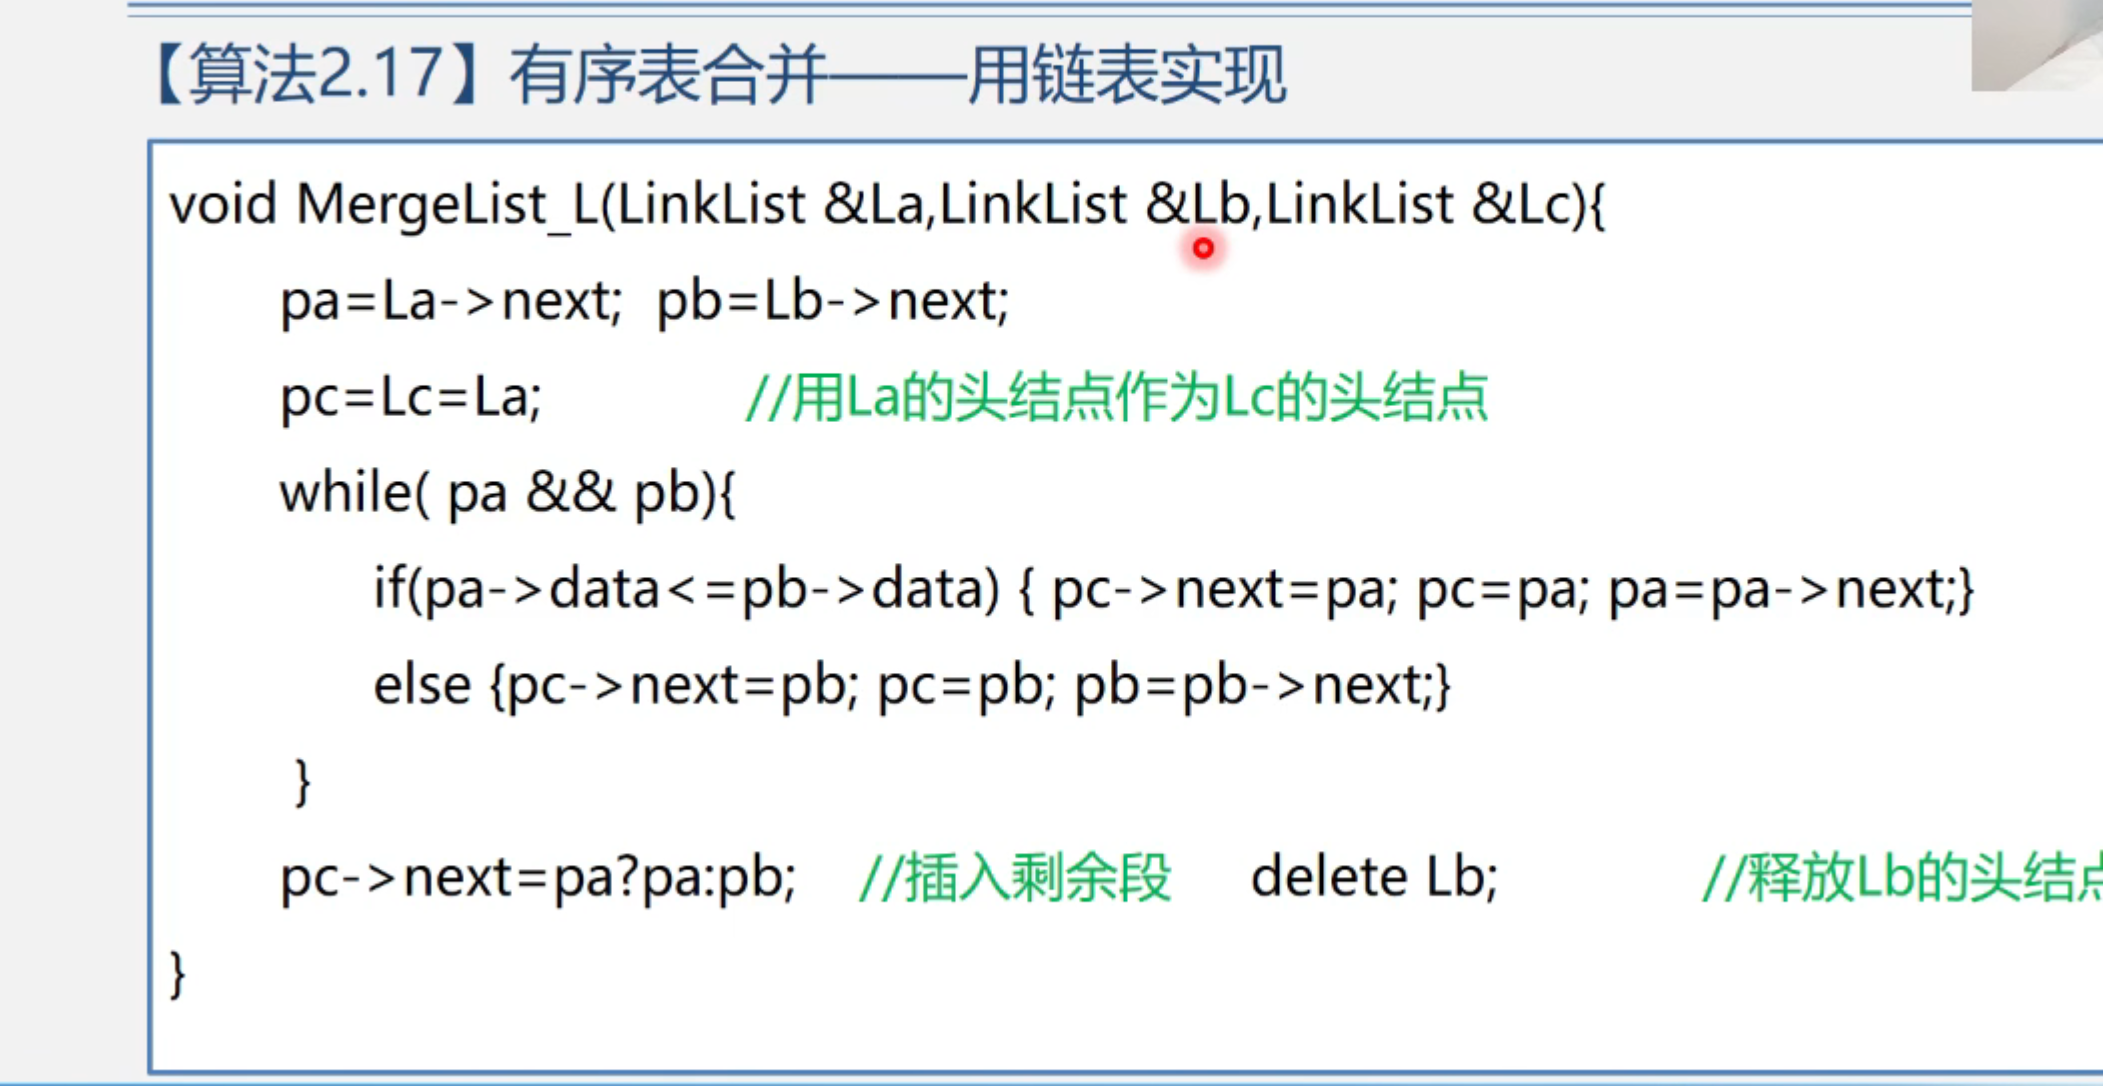 【算法2.17】有序表合并——用链表实现
void MergeList_L(LinkList &La,LinkList &Lb,LinkList &Lc){
pa=La->next; pb=Lb->next;
pc=Lc=La; //用La的头结点作为Lc的头结点
while( pa && pb){
if(pa->data<=pb->data) { pc->next=pa; pc=pa; pa=pa->next;}
else {pc->next=pb; pc=pb; pb=pb->next;}
}
pc->next=pa?pa:pb; //插入剩余段 delete Lb; //释放Lb的头结点
}